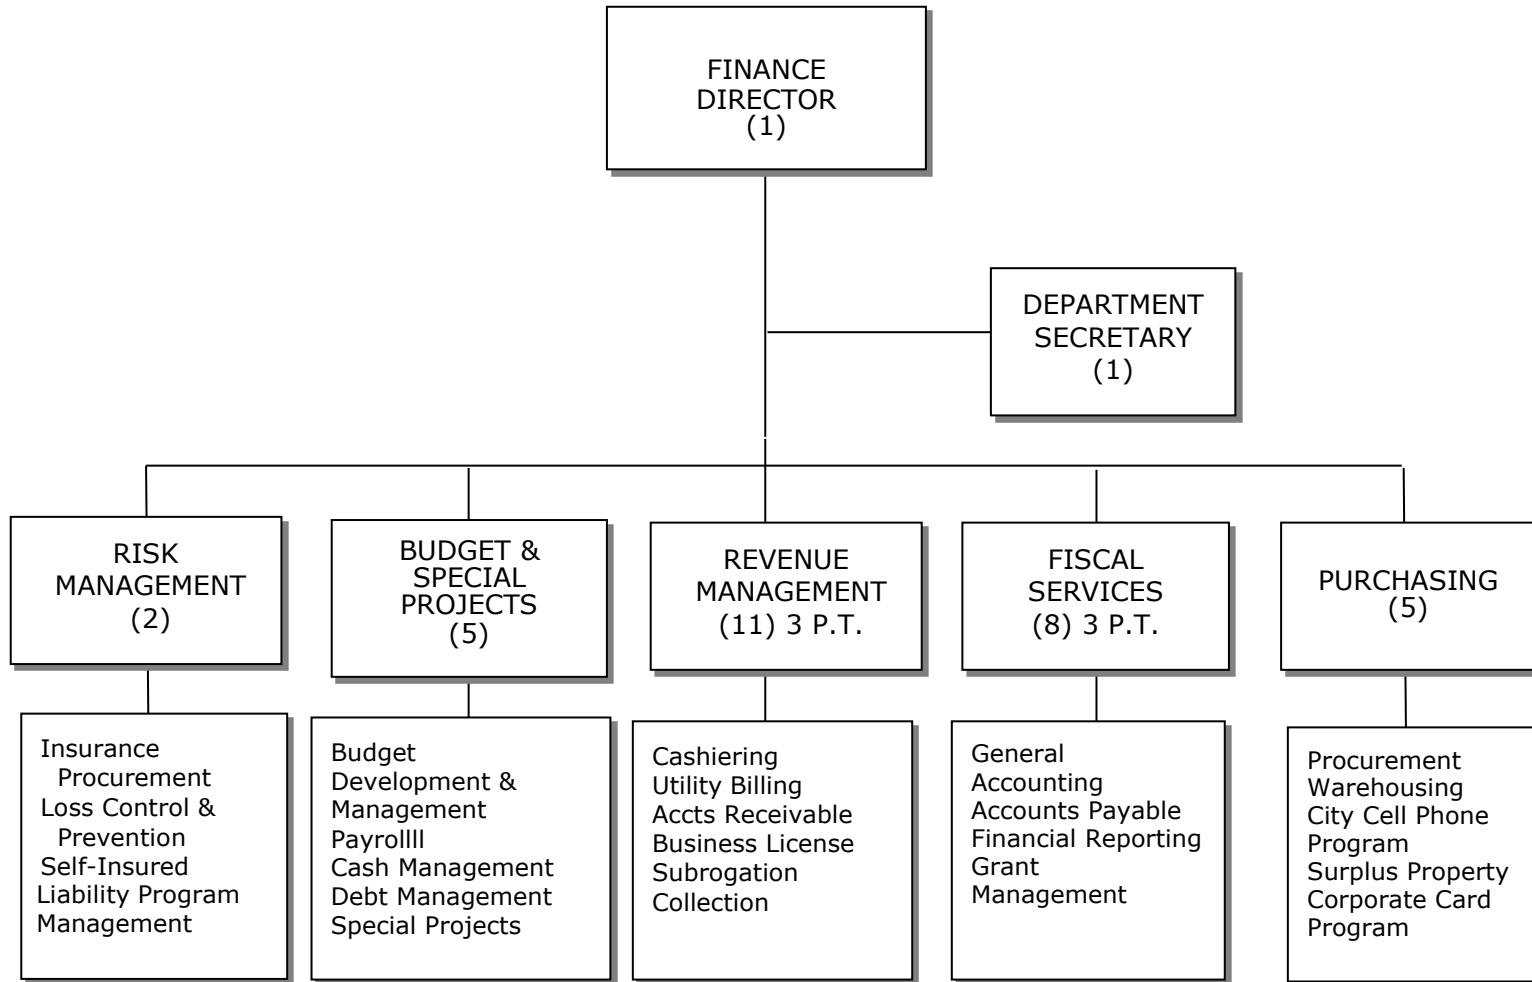 FINANCE
DIRECTOR
(1)
DEPARTMENT
SECRETARY
(1)
RISK
MANAGEMENT
(2)
BUDGET &
SPECIAL
PROJECTS
(5)
REVENUE
MANAGEMENT
(11) 3 P.T.
FISCAL
SERVICES
(8) 3 P.T.
PURCHASING
(5)
Insurance
Procurement
Loss Control &
Prevention
Self-Insured
Liability Program
Management
Budget
Development &
Management
Payrollll
Cash Management
Debt Management
Special Projects
Cashiering
Utility Billing
Accts Receivable
Business License
Subrogation
Collection
General
Accounting
Accounts Payable
Financial Reporting
Grant
Management
Procurement
Warehousing
City Cell Phone
Program
Surplus Property
Corporate Card
Program